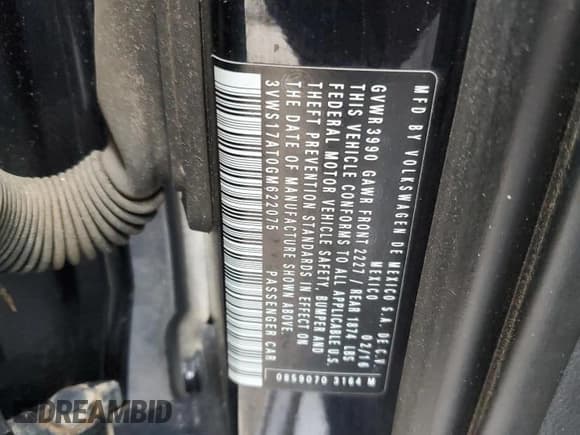 MFD BY VOLKSWAGEN DE MEXICO S.A. DE C.V.
MEXICO 02/16
GVWR 3990 GAWR FRONT 2227 / REAR 1874 LBS
THIS VEHICLE CONFORMS TO ALL APPLICABLE U.S.
FEDERAL MOTOR VEHICLE SAFETY, BUMPER AND
THEFT PREVENTION STANDARDS IN EFFECT ON
THE DATE OF MANUFACTURE SHOWN ABOVE.
3VWS17AT0GM622075 PASSENGER CAR
0859070 3164 M
DREAMBID